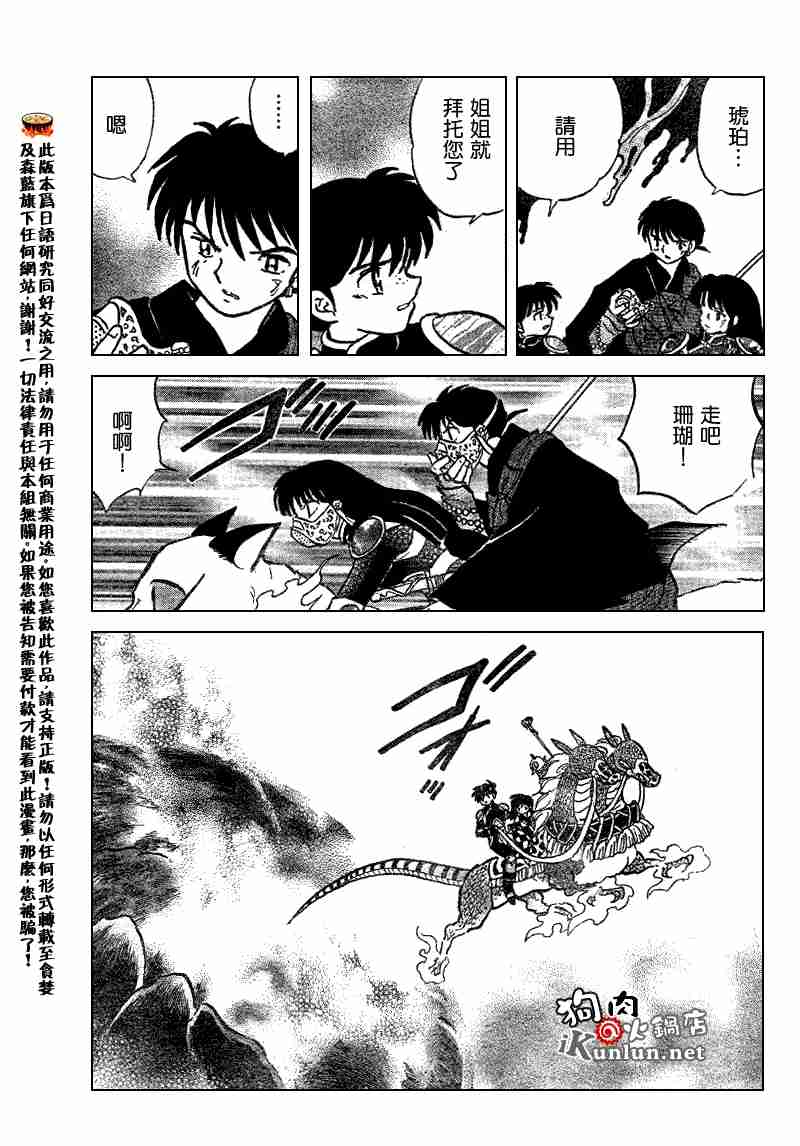 琥珀…
請用
姐姐就
拜托您了
……
嗯
走吧
珊瑚！
啊啊！
此版本爲日語研究同好交流之用，請勿用于任何商業用途。如您喜歡此作品，請支持正版！請勿以任何形式轉載至貪婪
及森藍旗下任何網站，謝謝！一切法律責任與本組無關。如果您被告知需要付款才能看到此漫畫，那麽，您被騙了！
狗肉
火鍋店
iKunlun.net